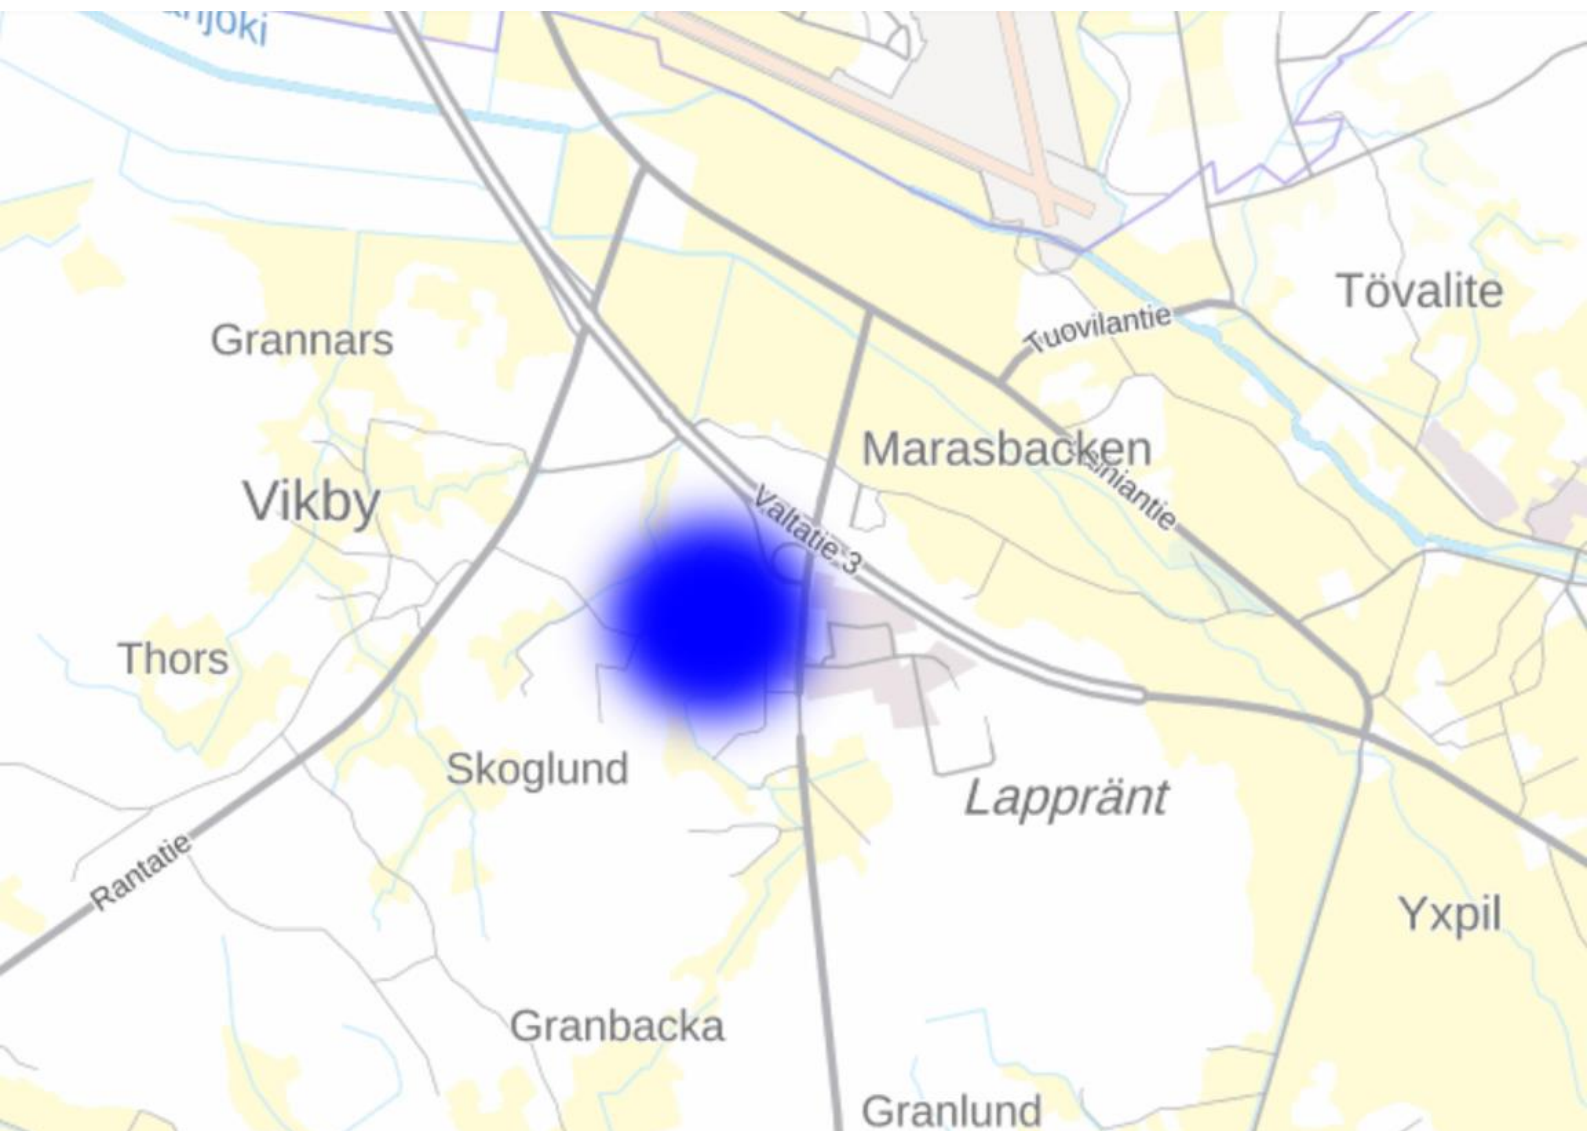 Tövalite
Tuovilantie
Grannars
Marasbacken
Vikby
Valtatie 3
Thors
Skoglund
Lappränt
Rantatie
Yxpil
Granbacka
Granlund